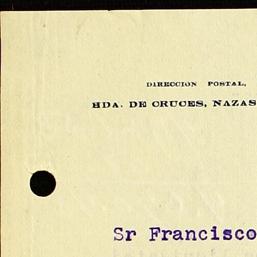 DIRECCION POSTAL,
HDA. DE CRUCES, NAZAS
Sr Francisco